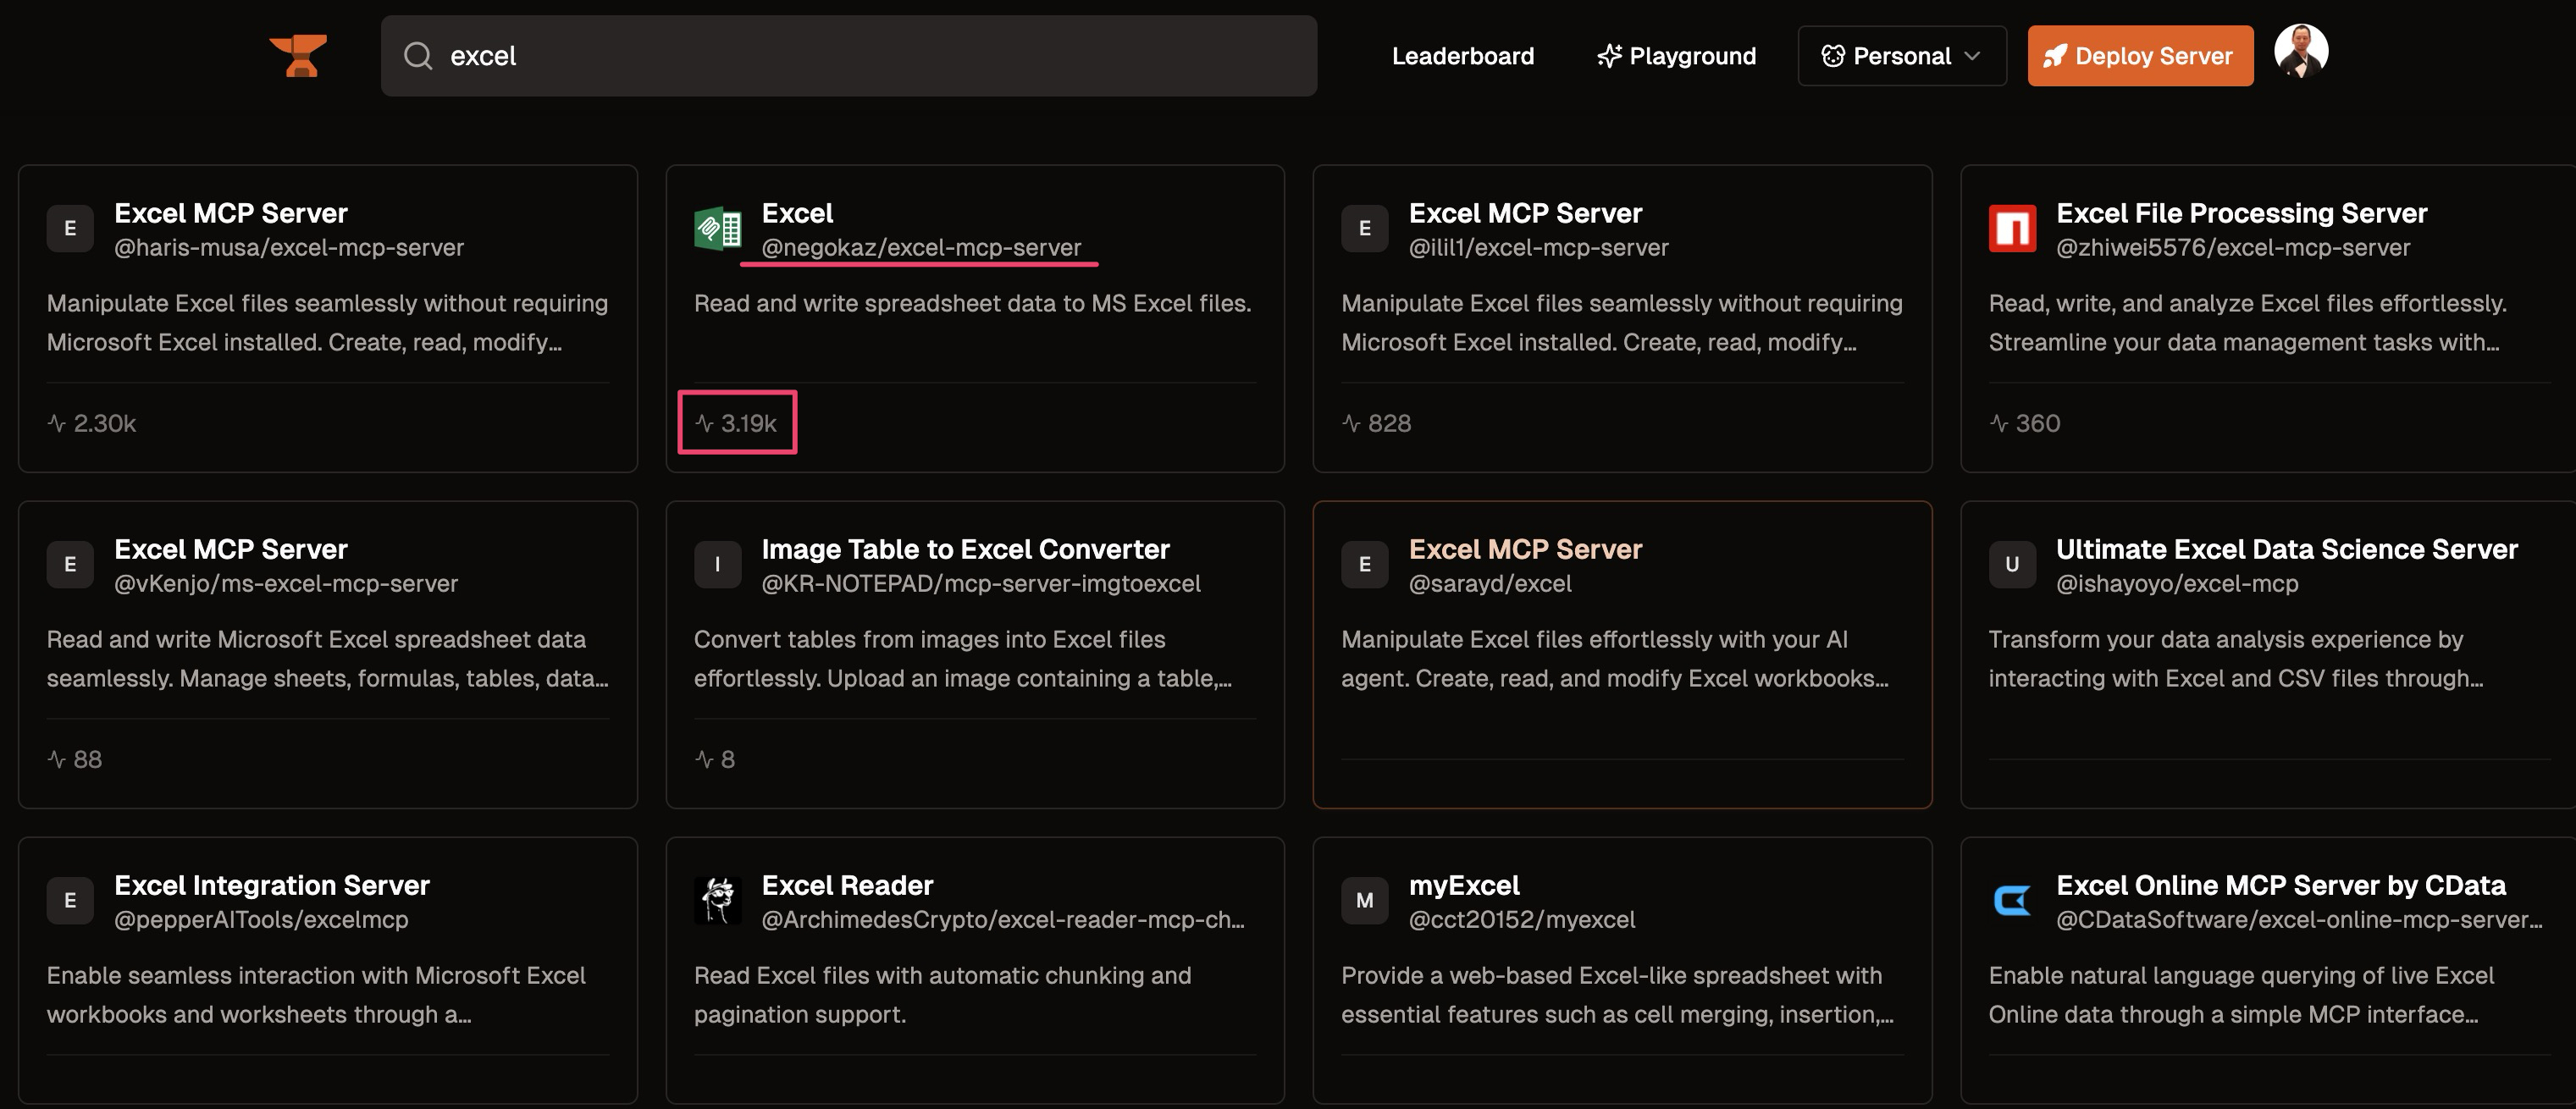 excel
Leaderboard
Playground
Personal
Deploy Server
E
Excel MCP Server
@haris-musa/excel-mcp-server
Manipulate Excel files seamlessly without requiring
Microsoft Excel installed. Create, read, modify...
2.30k
Excel
@negokaz/excel-mcp-server
Read and write spreadsheet data to MS Excel files.
3.19k
E
Excel MCP Server
@ilil1/excel-mcp-server
Manipulate Excel files seamlessly without requiring
Microsoft Excel installed. Create, read, modify...
828
Excel File Processing Server
@zhiwei5576/excel-mcp-server
Read, write, and analyze Excel files effortlessly.
Streamline your data management tasks with...
360
E
Excel MCP Server
@vKenjo/ms-excel-mcp-server
Read and write Microsoft Excel spreadsheet data
seamlessly. Manage sheets, formulas, tables, data...
88
I
Image Table to Excel Converter
@KR-NOTEPAD/mcp-server-imgtoexcel
Convert tables from images into Excel files
effortlessly. Upload an image containing a table,...
8
E
Excel MCP Server
@sarayd/excel
Manipulate Excel files effortlessly with your AI
agent. Create, read, and modify Excel workbooks...
U
Ultimate Excel Data Science Server
@ishayoyo/excel-mcp
Transform your data analysis experience by
interacting with Excel and CSV files through...
E
Excel Integration Server
@pepperAITools/excelmcp
Enable seamless interaction with Microsoft Excel
workbooks and worksheets through a...
Excel Reader
@ArchimedesCrypto/excel-reader-mcp-ch...
Read Excel files with automatic chunking and
pagination support.
M
myExcel
@cct20152/myexcel
Provide a web-based Excel-like spreadsheet with
essential features such as cell merging, insertion,...
Excel Online MCP Server by CData
@CDataSoftware/excel-online-mcp-server...
Enable natural language querying of live Excel
Online data through a simple MCP interface...